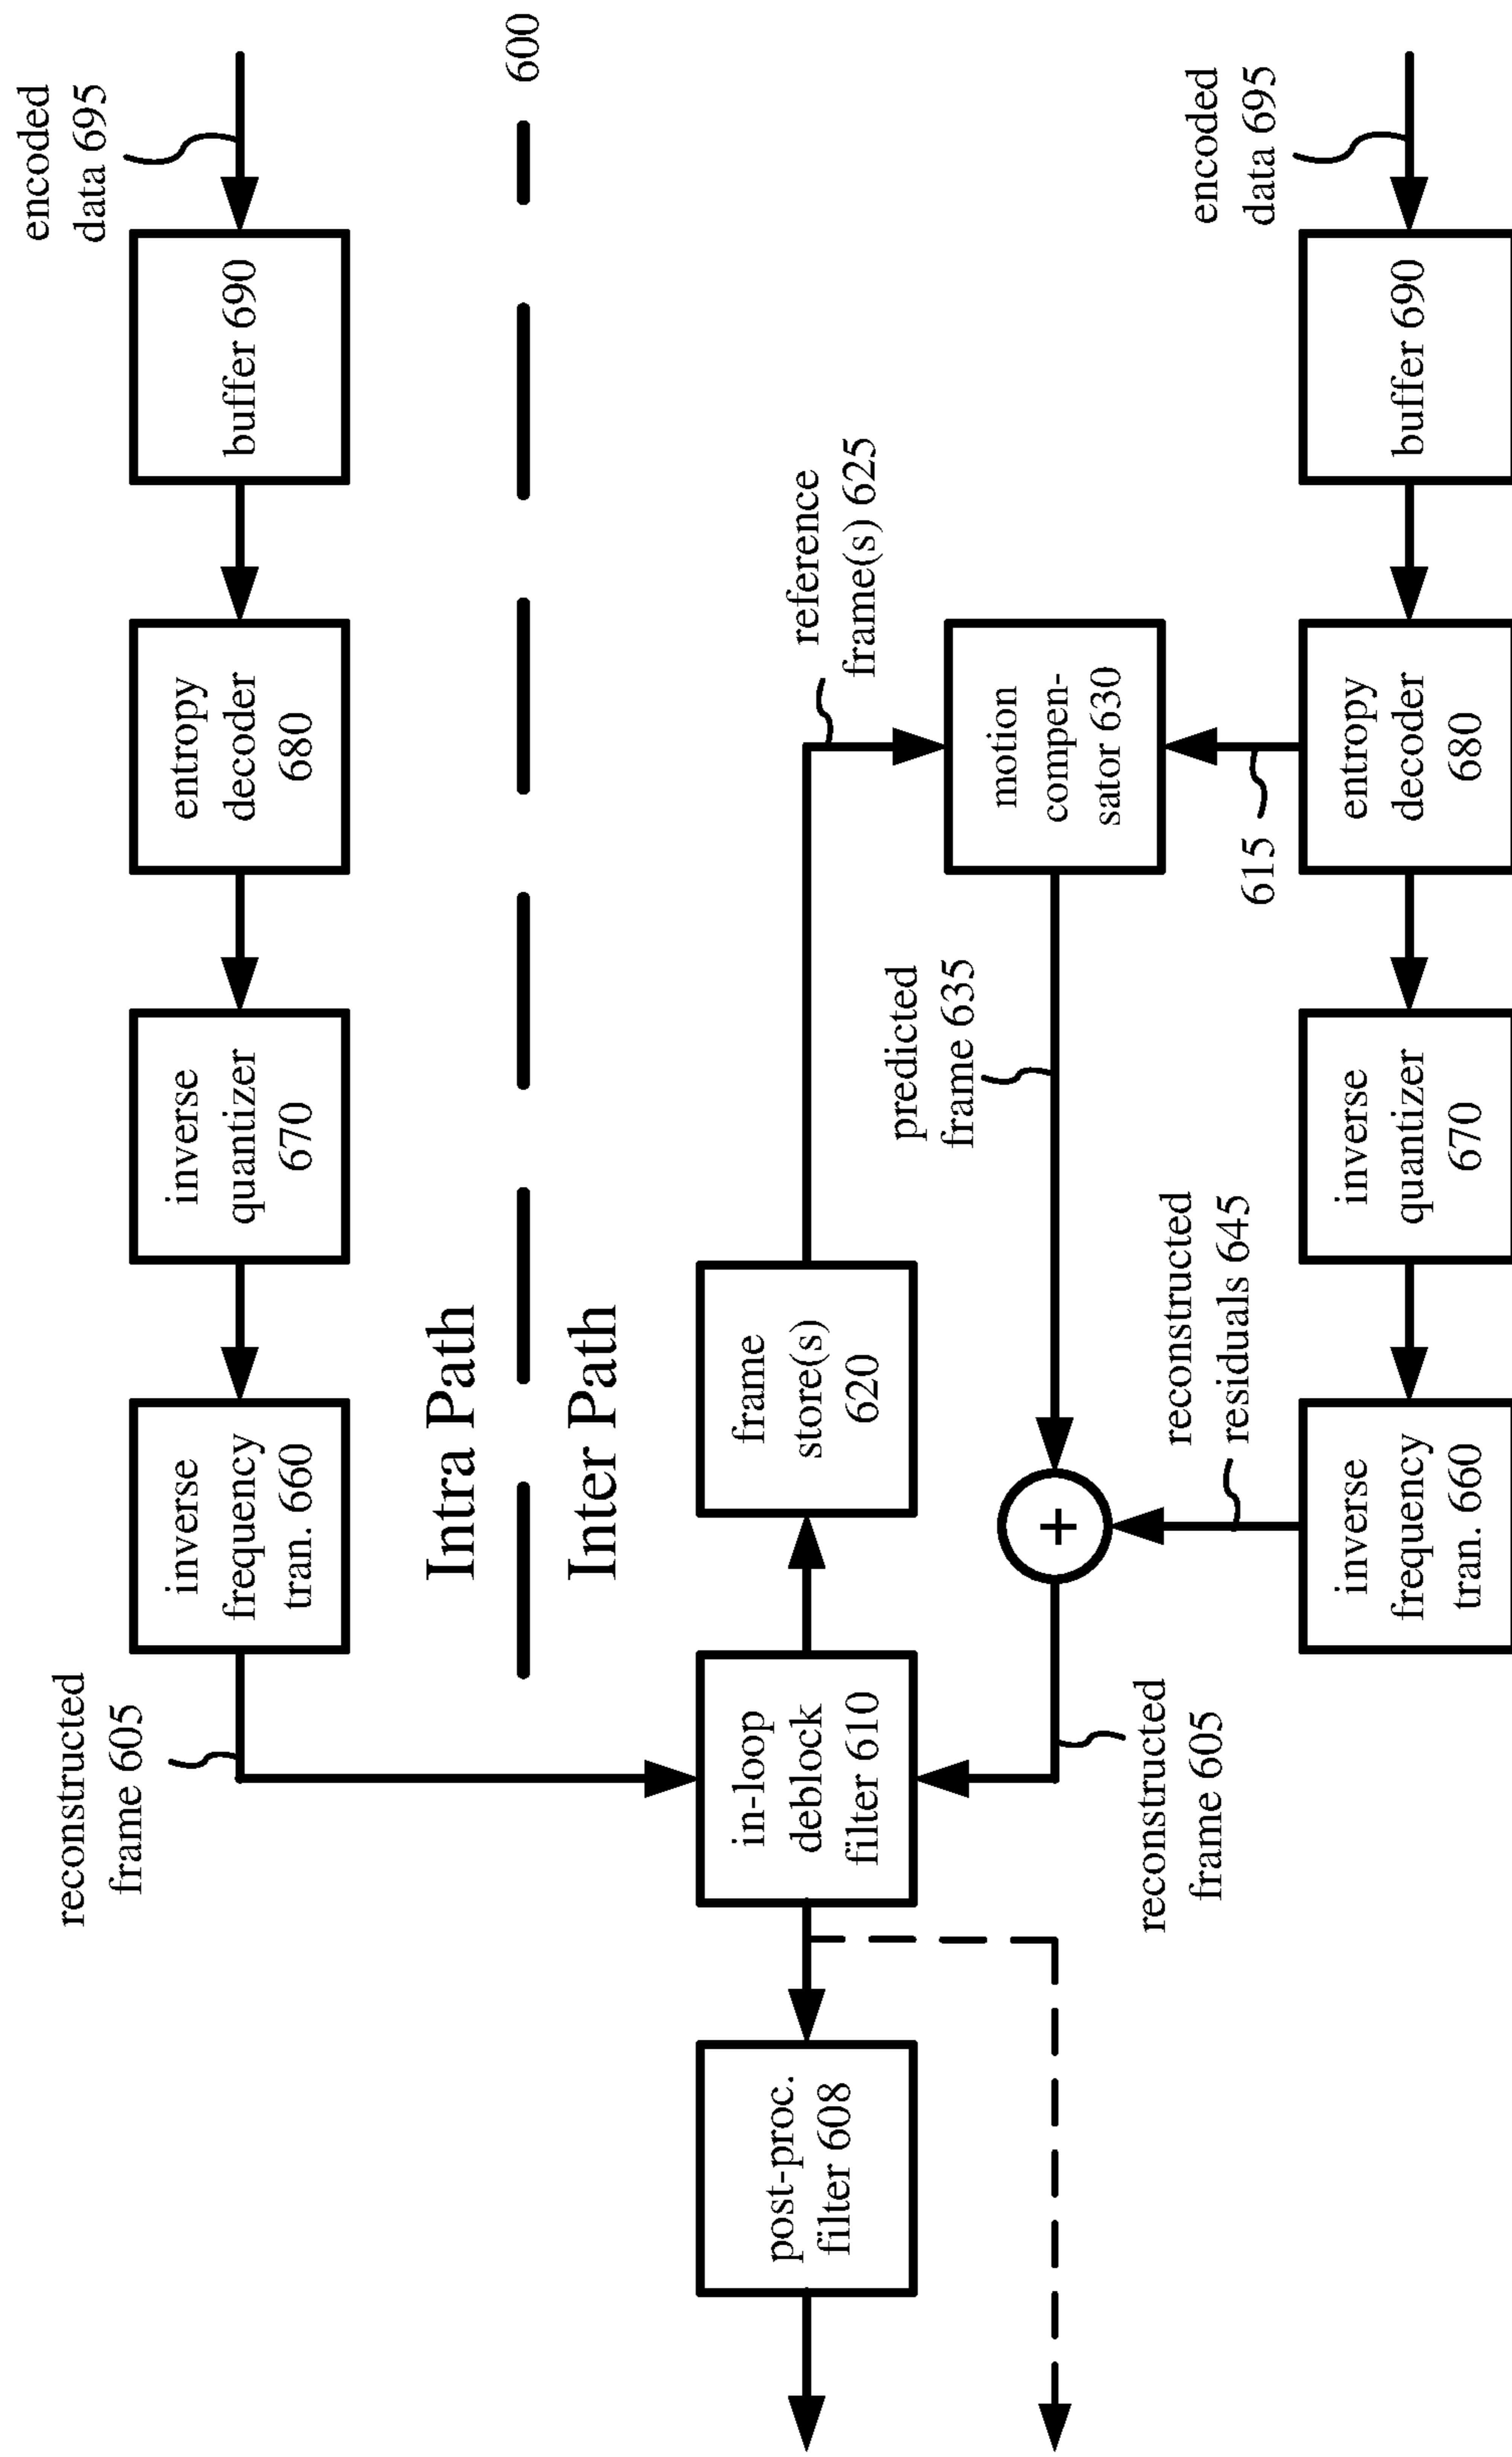 reconstructed
frame 605
inverse
frequency
tran. 660
inverse
quantizer
670
entropy
decoder
680
buffer 690
encoded
data 695
Intra Path
600
Inter Path
post-proc.
filter 608
in-loop
deblock
filter 610
frame
store(s)
620
reference
frame(s) 625
predicted
frame 635
motion
compen-
sator 630
reconstructed
frame 605
+
reconstructed
residuals 645
615
encoded
data 695
inverse
frequency
tran. 660
inverse
quantizer
670
entropy
decoder
680
buffer 690